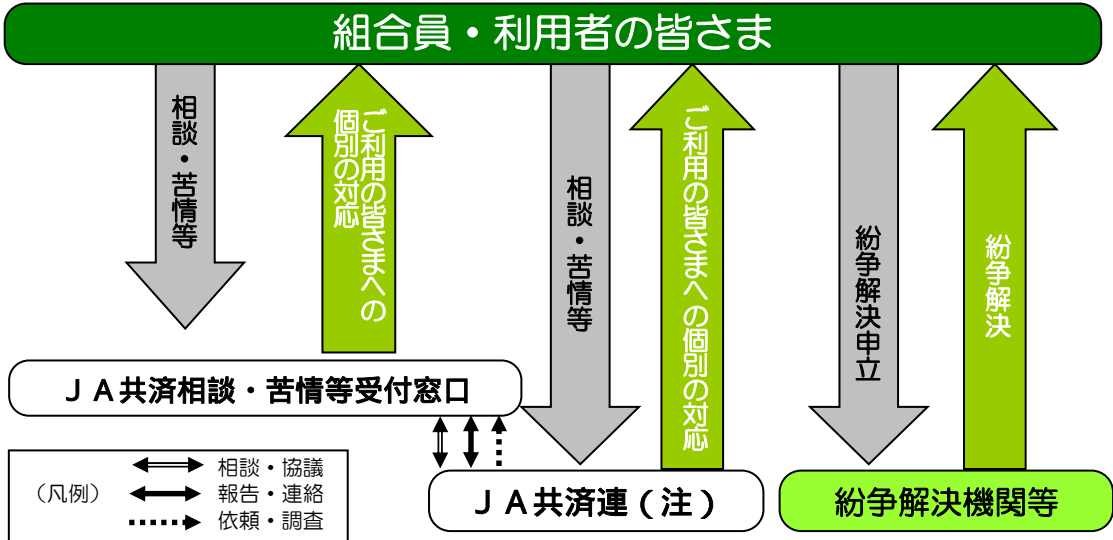 組合員・利用者の皆さま
相談・苦情等
ご利用の皆さまへの
個別の対応
相談・苦情等
ご利用の皆さまへの個別の対応
紛争解決申立
紛争解決
ＪＡ共済相談・苦情等受付窓口
ＪＡ共済連（注）
紛争解決機関等
（凡例）
相談・協議
報告・連絡
依頼・調査